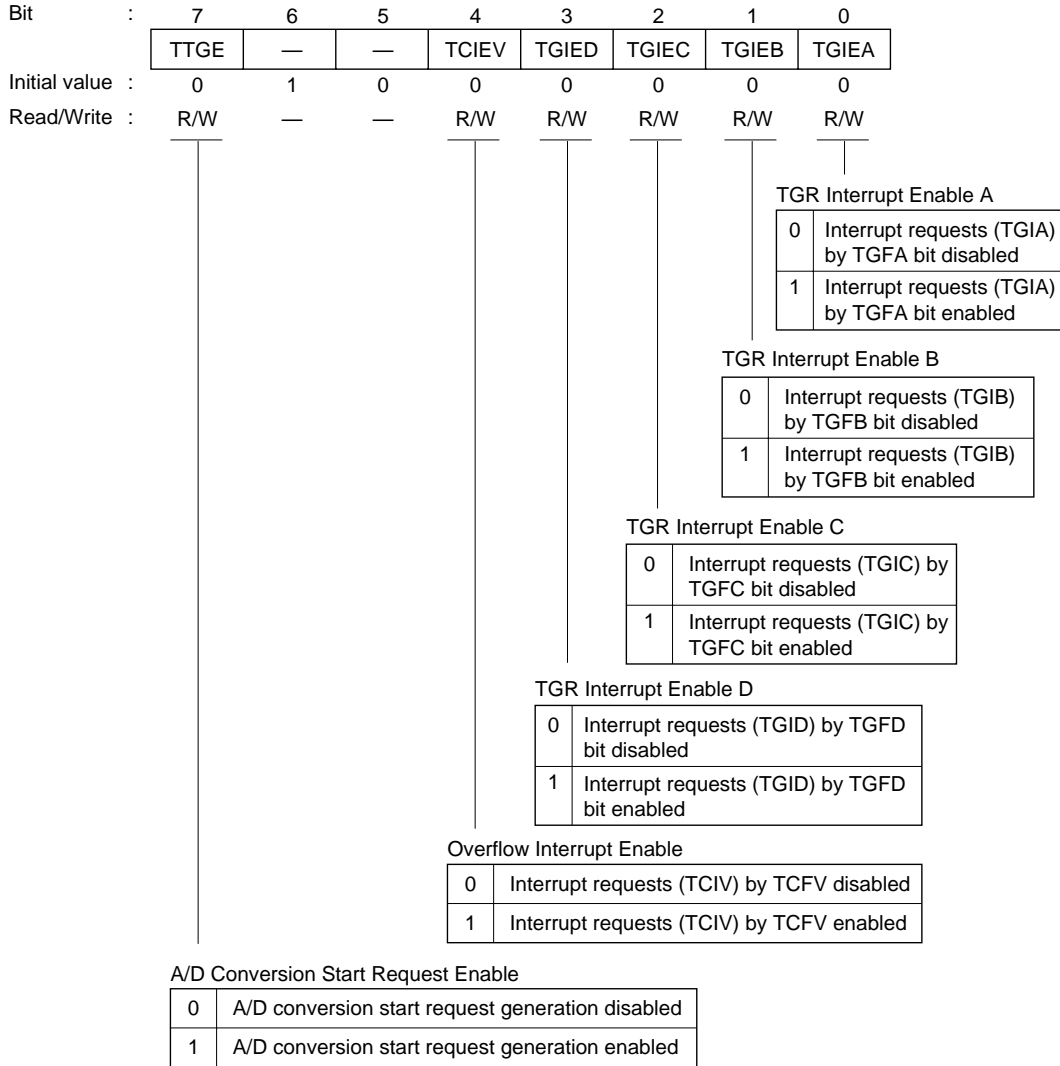 Bit : 7 6 5 4 3 2 1 0
TTGE — — TCIEV TGIED TGIEC TGIEB TGIEA
Initial value : 0 1 0 0 0 0 0 0
Read/Write : R/W — — R/W R/W R/W R/W R/W
TGR Interrupt Enable A
0 Interrupt requests (TGIA)
by TGFA bit disabled
1 Interrupt requests (TGIA)
by TGFA bit enabled
TGR Interrupt Enable B
0 Interrupt requests (TGIB)
by TGFB bit disabled
1 Interrupt requests (TGIB)
by TGFB bit enabled
TGR Interrupt Enable C
0 Interrupt requests (TGIC) by
TGFC bit disabled
1 Interrupt requests (TGIC) by
TGFC bit enabled
TGR Interrupt Enable D
0 Interrupt requests (TGID) by TGFD
bit disabled
1 Interrupt requests (TGID) by TGFD
bit enabled
Overflow Interrupt Enable
0 Interrupt requests (TCIV) by TCFV disabled
1 Interrupt requests (TCIV) by TCFV enabled
A/D Conversion Start Request Enable
0 A/D conversion start request generation disabled
1 A/D conversion start request generation enabled